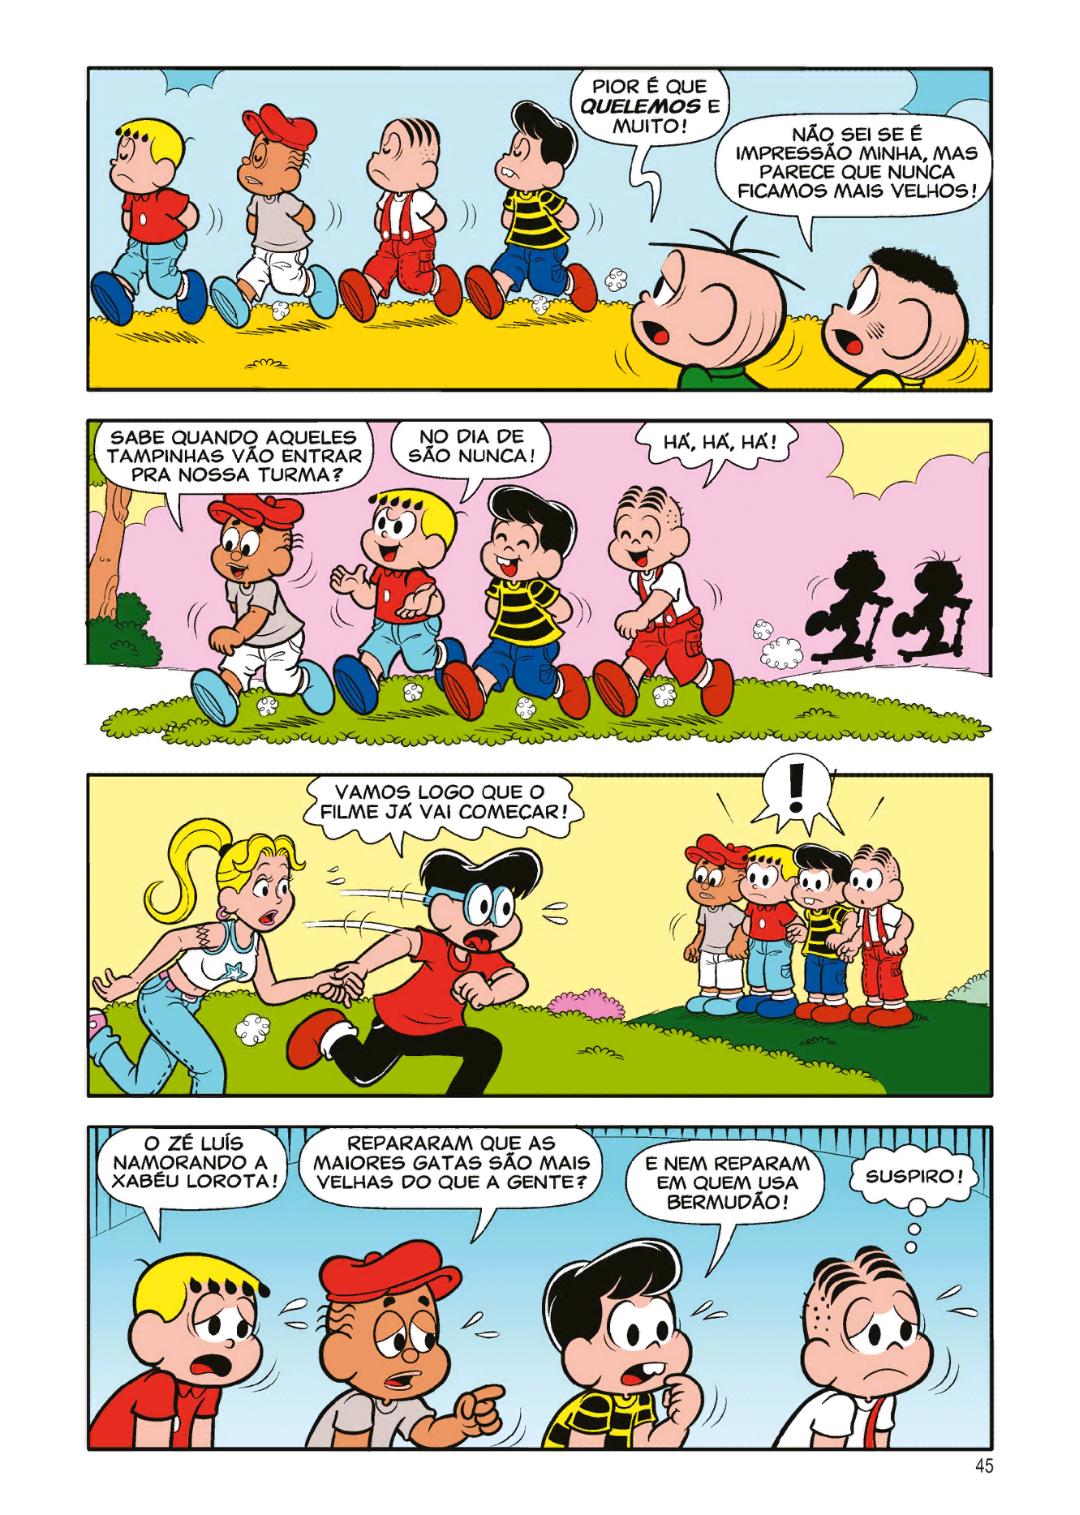 PIOR É QUE
QUELEMOS E
MUITO!
NÃO SEI SE É
IMPRESSÃO MINHA, MAS
PARECE QUE NUNCA
FICAMOS MAIS VELHOS!
SABE QUANDO AQUELES
TAMPINHAS VÃO ENTRAR
PRA NOSSA TURMA?
NO DIA DE
SÃO NUNCA!
HÁ, HÁ, HÁ!
VAMOS LOGO QUE O
FILME JÁ VAI COMEÇAR!
!
O ZÉ LUÍS
NAMORANDO A
XABÉU LOROTA!
REPARARAM QUE AS
MAIORES GATAS SÃO MAIS
VELHAS DO QUE A GENTE?
E NEM REPARAM
EM QUEM USA
BERMUDÃO!
SUSPIRO!
45